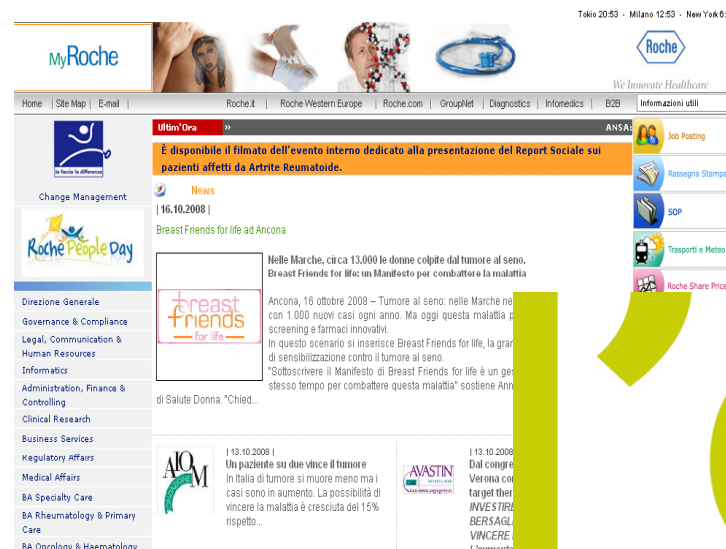 Tokio 20:53 - Milano 12:53 - New York 6:
MyRoche
Roche
We Innovate Healthcare
Home | Site Map | E-mail |
Roche.it | Roche Western Europe | Roche.com | GroupNet | Diagnostics | Infomedics | B2B
Informazioni utili
Ultim'Ora »
ANSA:
È disponibile il filmato dell'evento interno dedicato alla presentazione del Report Sociale sui
pazienti affetti da Artrite Reumatoide.
io faccio la differenza
Change Management
Roche People Day
Direzione Generale
Governance & Compliance
Legal, Communication &
Human Resources
Informatics
Administration, Finance &
Controlling
Clinical Research
Business Services
Regulatory Affairs
Medical Affairs
BA Specialty Care
BA Rheumatology & Primary
Care
BA Oncology & Haematology
News
| 16.10.2008 |
Breast Friends for life ad Ancona
breast
friends
for life
Nelle Marche, circa 13.000 le donne colpite dal tumore al seno.
Breast Friends for life: un Manifesto per combattere la malattia
Ancona, 16 ottobre 2008 – Tumore al seno: nelle Marche ne
con 1.000 nuovi casi ogni anno. Ma oggi questa malattia p
screening e farmaci innovativi.
In questo scenario si inserisce Breast Friends for life, la gran
di sensibilizzazione contro il tumore al seno.
"Sottoscrivere il Manifesto di Breast Friends for life è un ges
stesso tempo per combattere questa malattia" sostiene Ann
di Salute Donna. "Chied...
AIOM
| 13.10.2008 |
Un paziente su due vince il tumore
In Italia di tumore si muore meno ma i
casi sono in aumento. La possibilità di
vincere la malattia è cresciuta del 15%
rispetto...
AVASTIN
| 13.10.2008
Dal congre
Verona con
target ther
INVESTIRE
BERSAGL
VINCERE
L'armento
Job Posting
Rassegna Stampa
SOP
Trasporti e Meteo
Roche Share Price
l'a